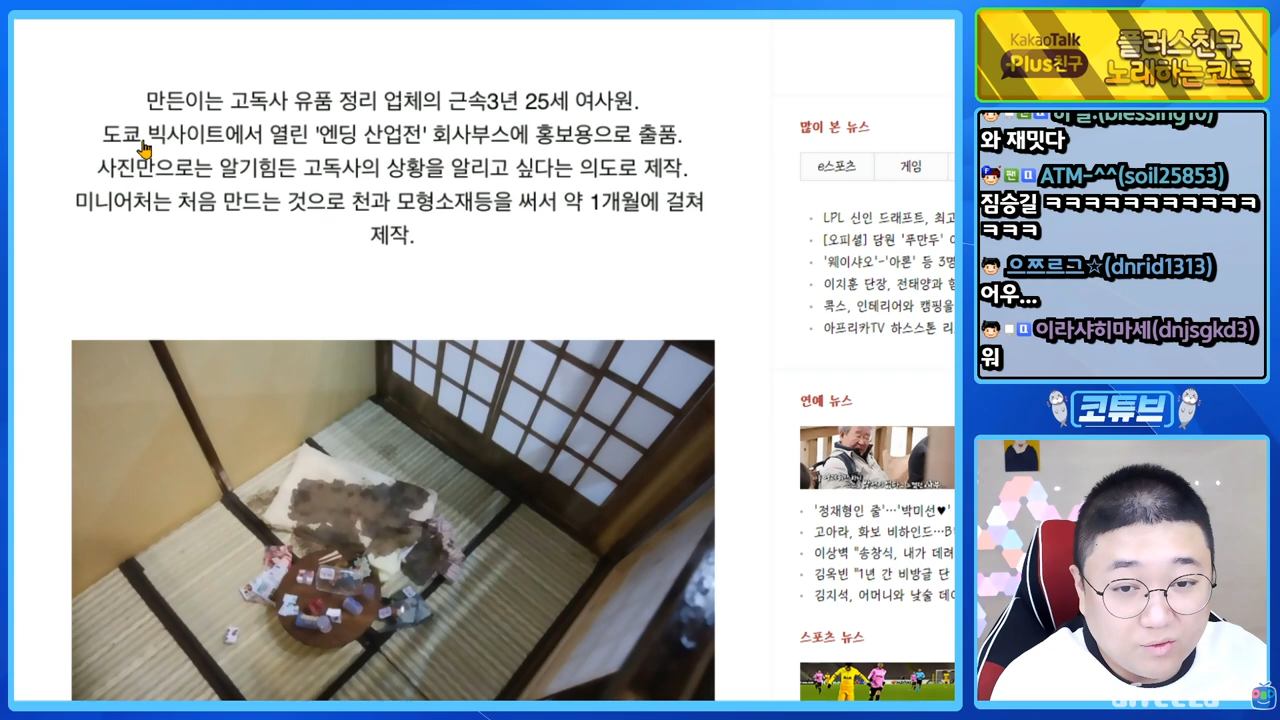 만든이는 고독사 유품 정리 업체의 근속3년 25세 여사원.
도쿄 빅사이트에서 열린 '엔딩 산업전' 회사부스에 홍보용으로 출품.
사진만으로는 알기힘든 고독사의 상황을 알리고 싶다는 의도로 제작.
미니어처는 처음 만드는 것으로 천과 모형소재등을 써서 약 1개월에 걸쳐
제작.
많이 본 뉴스
e스포츠 게임
LPL 신인 드래프트, 최고
[오피셜] 담원 '푸만두'
'웨이샤오'-'아론' 등 3명
이지훈 단장, 전태양과
콕스, 인테리어와 캠핑을
아프리카TV 하스스톤 리
연예 뉴스
'정재형인 줄'…'박미선♥'
고아라, 화보 비하인드…B
이상벽 "송창식, 내가 데려
김옥빈 "1년 간 비방글 단
김지석, 어머니와 낮술 데이
스포츠 뉴스
KakaoTalk
Plus친구
플러스친구
노래하는코트
(blessing10)
와 재밋다
ATM-^^(soil25853)
짐승길 ㅋㅋㅋㅋㅋㅋㅋㅋㅋㅋㅋ
ㅋㅋㅋ
으쯔르그☆(dnrid1313)
어우...
이라샤히마세(dnjsgkd3)
워
코튜브